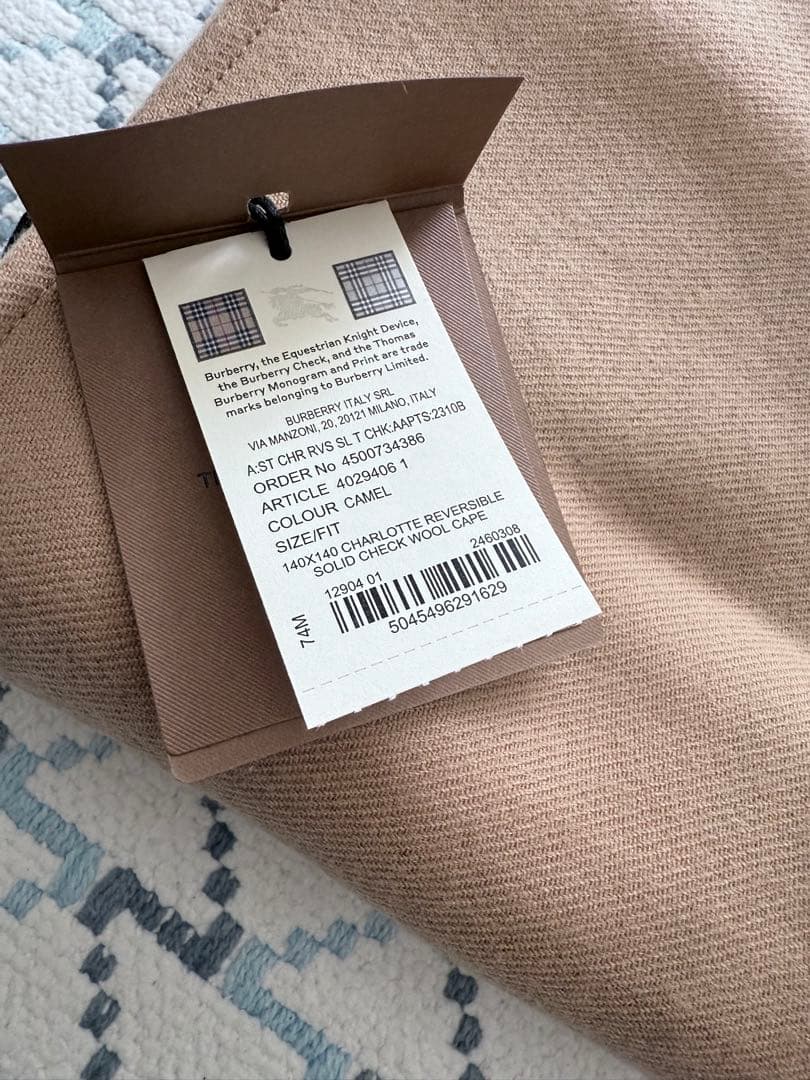 Burberry, the Equestrian Knight Device,
the Burberry Check, and the Thomas
Burberry Monogram and Print are trade
marks belonging to Burberry Limited.
BURBERRY ITALY SRL
VIA MANZONI, 20, 20121 MILANO, ITALY
A:ST CHR RVS SL T CHK:AAPTS:2310B
ORDER No 4500734386
ARTICLE 4029406 1
COLOUR CAMEL
SIZE/FIT
140X140 CHARLOTTE REVERSIBLE
SOLID CHECK WOOL CAPE
12904 01 2460308
74M
5045496291629